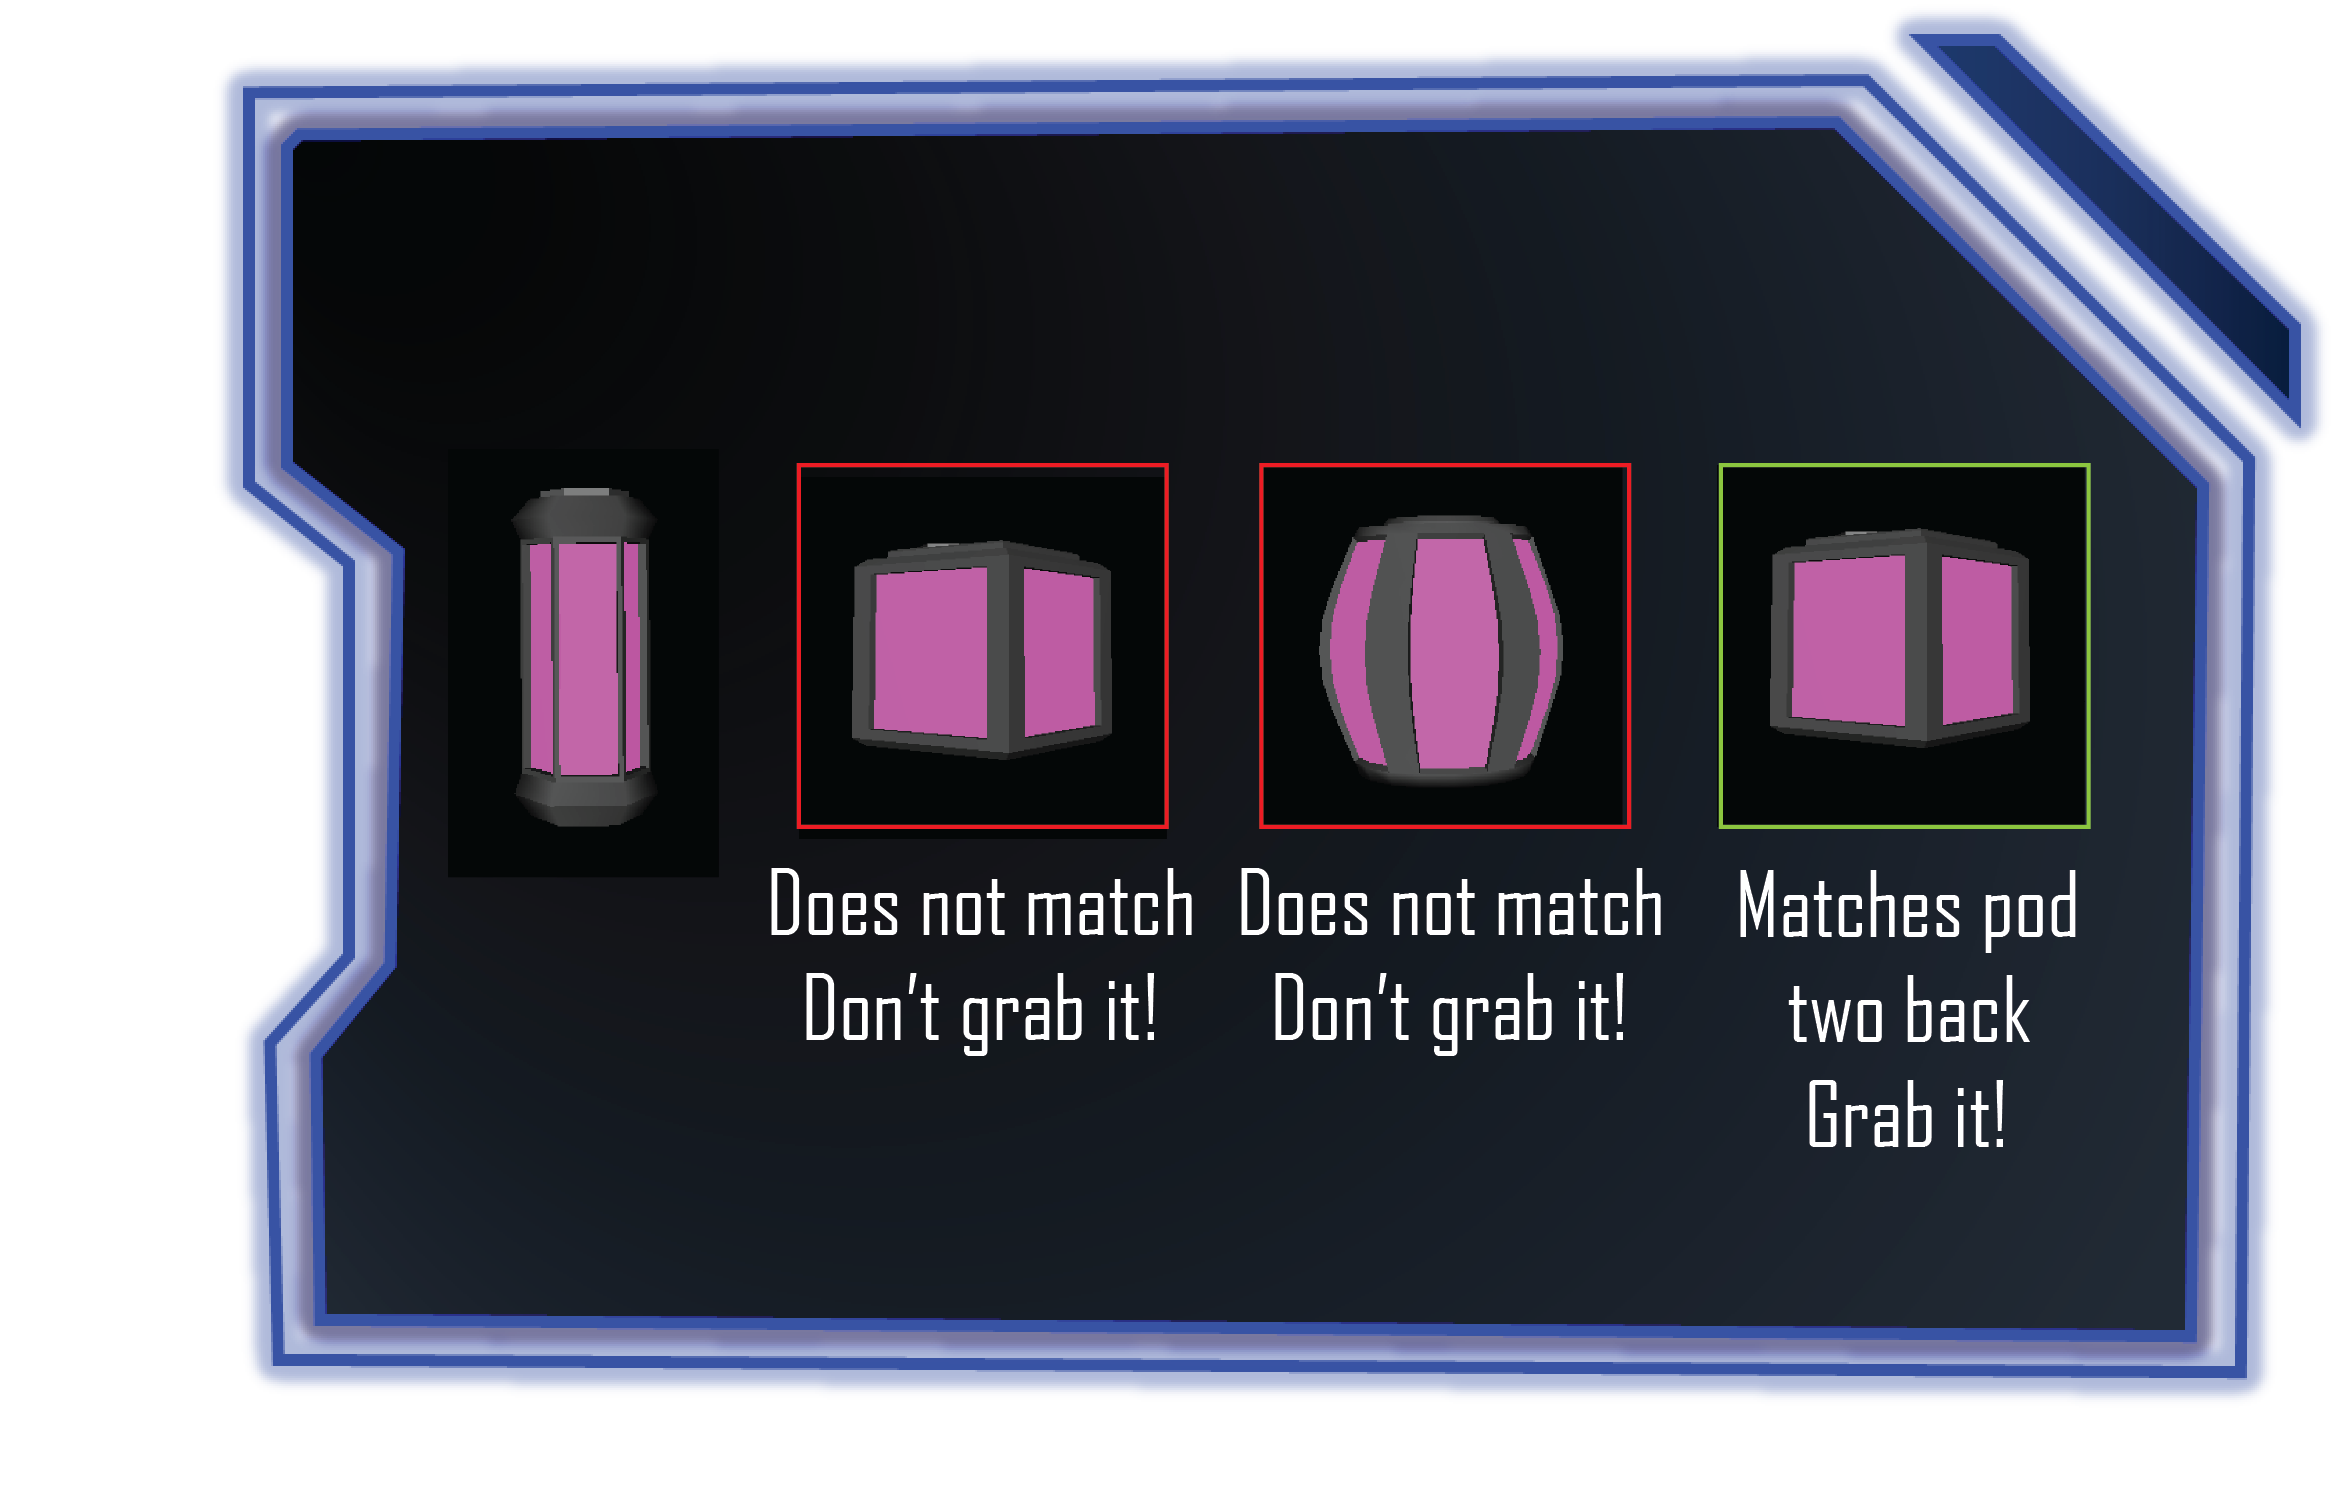 Does not match
Don't grab it!
Does not match
Don't grab it!
Matches pod
two back
Grab it!